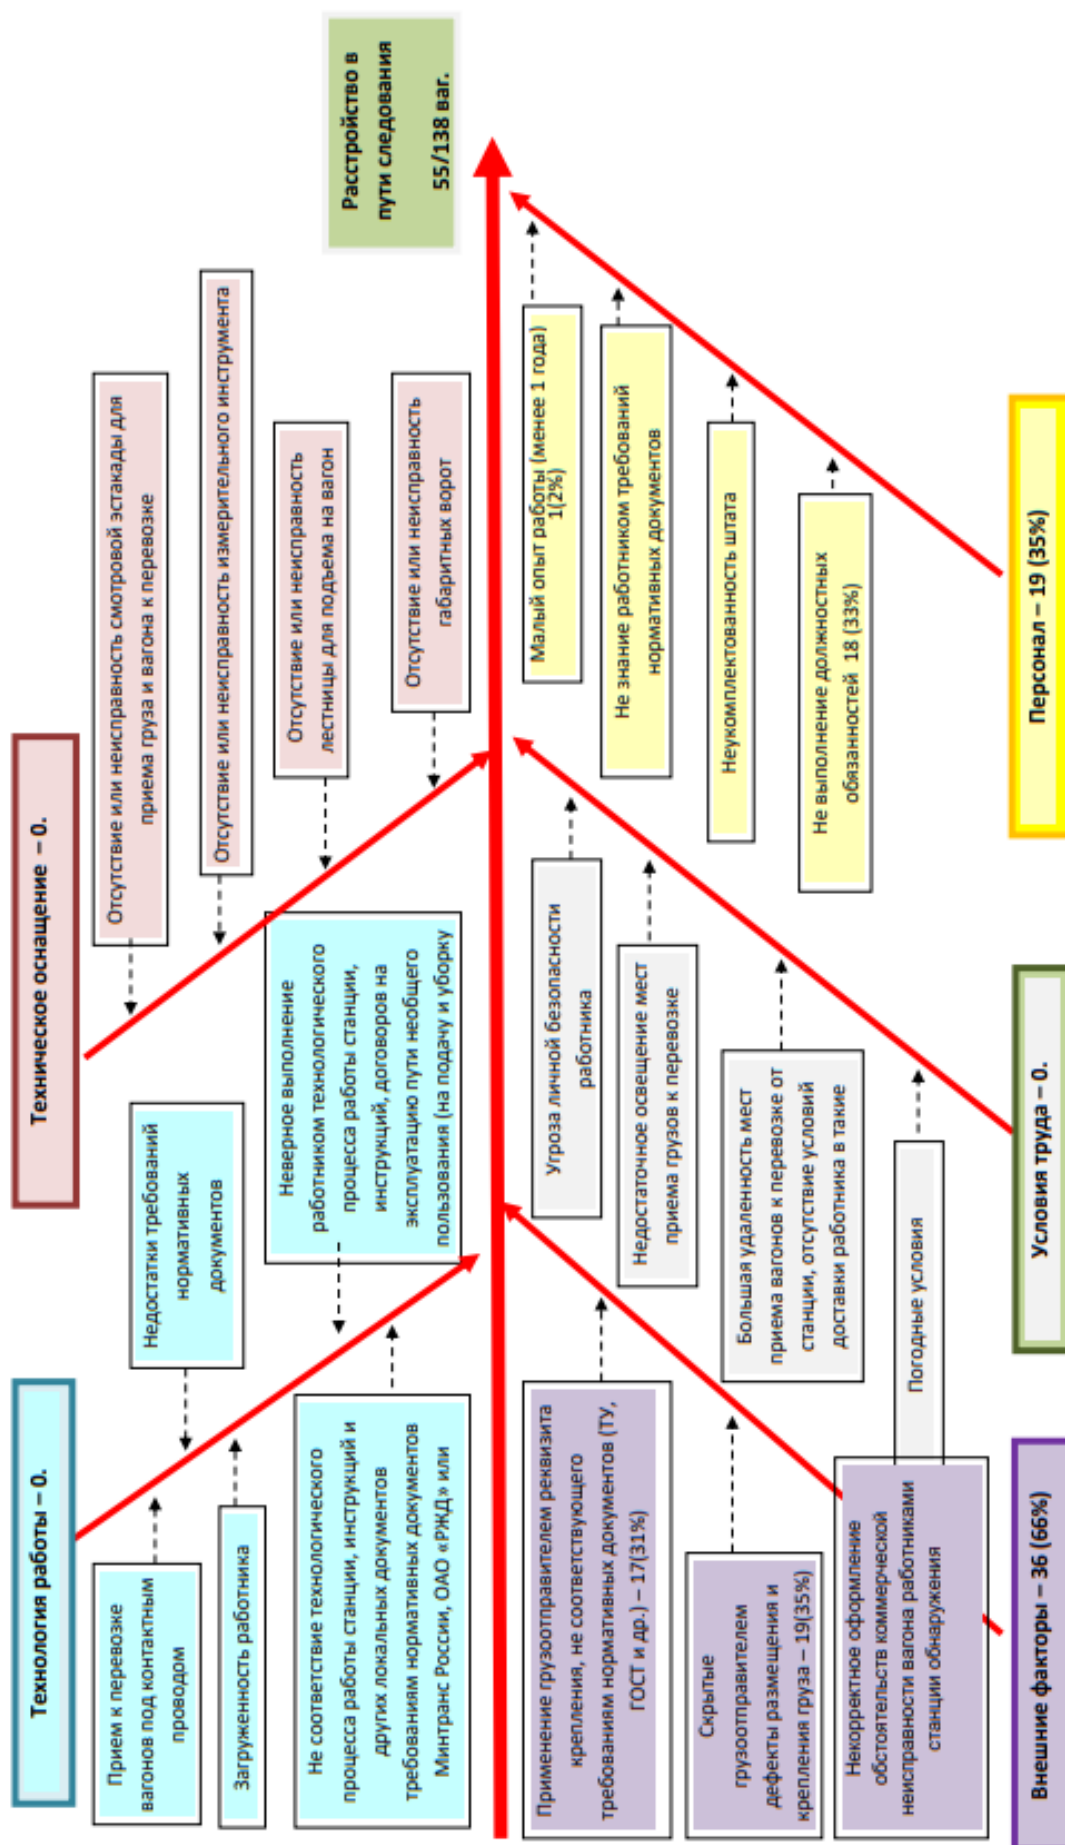 Технология работы – 0.
Техническое оснащение – 0.
Прием к перевозке
вагонов под контактным
проводом
Недостатки требований
нормативных
документов
Отсутствие или неисправность смотровой эстакады для
приема груза и вагона к перевозке
Загруженность работника
Отсутствие или неисправность измерительного инструмента
Не соответствие технологического
процесса работы станции, инструкций и
других локальных документов
требованиям нормативных документов
Минтранс России, ОАО «РЖД» или
Неверное выполнение
работником технологического
процесса работы станции,
инструкций, договоров на
эксплуатацию пути необщего
пользования (на подачу и уборку
Отсутствие или неисправность
лестницы для подъема на вагон
Отсутствие или неисправность
габаритных ворот
Расстройство в
пути следования
55/138 ваг.
Применение грузоотправителем реквизита
крепления, не соответствующего
требованиям нормативных документов (ТУ,
ГОСТ и др.) – 17(31%)
Скрытые
грузоотправителем
дефекты размещения и
крепления груза – 19(35%)
Некорректное оформление
обстоятельств коммерческой
неисправности вагона работниками
станции обнаружения
Угроза личной безопасности
работника
Недостаточное освещение мест
приема грузов к перевозке
Большая удаленность мест
приема вагонов к перевозке от
станции, отсутствие условий
доставки работника в такие
Погодные условия
Малый опыт работы (менее 1 года)
1(2%)
Не знание работником требований
нормативных документов
Неукомплектованность штата
Не выполнение должностных
обязанностей 18 (33%)
Внешние факторы – 36 (66%)
Условия труда – 0.
Персонал – 19 (35%)